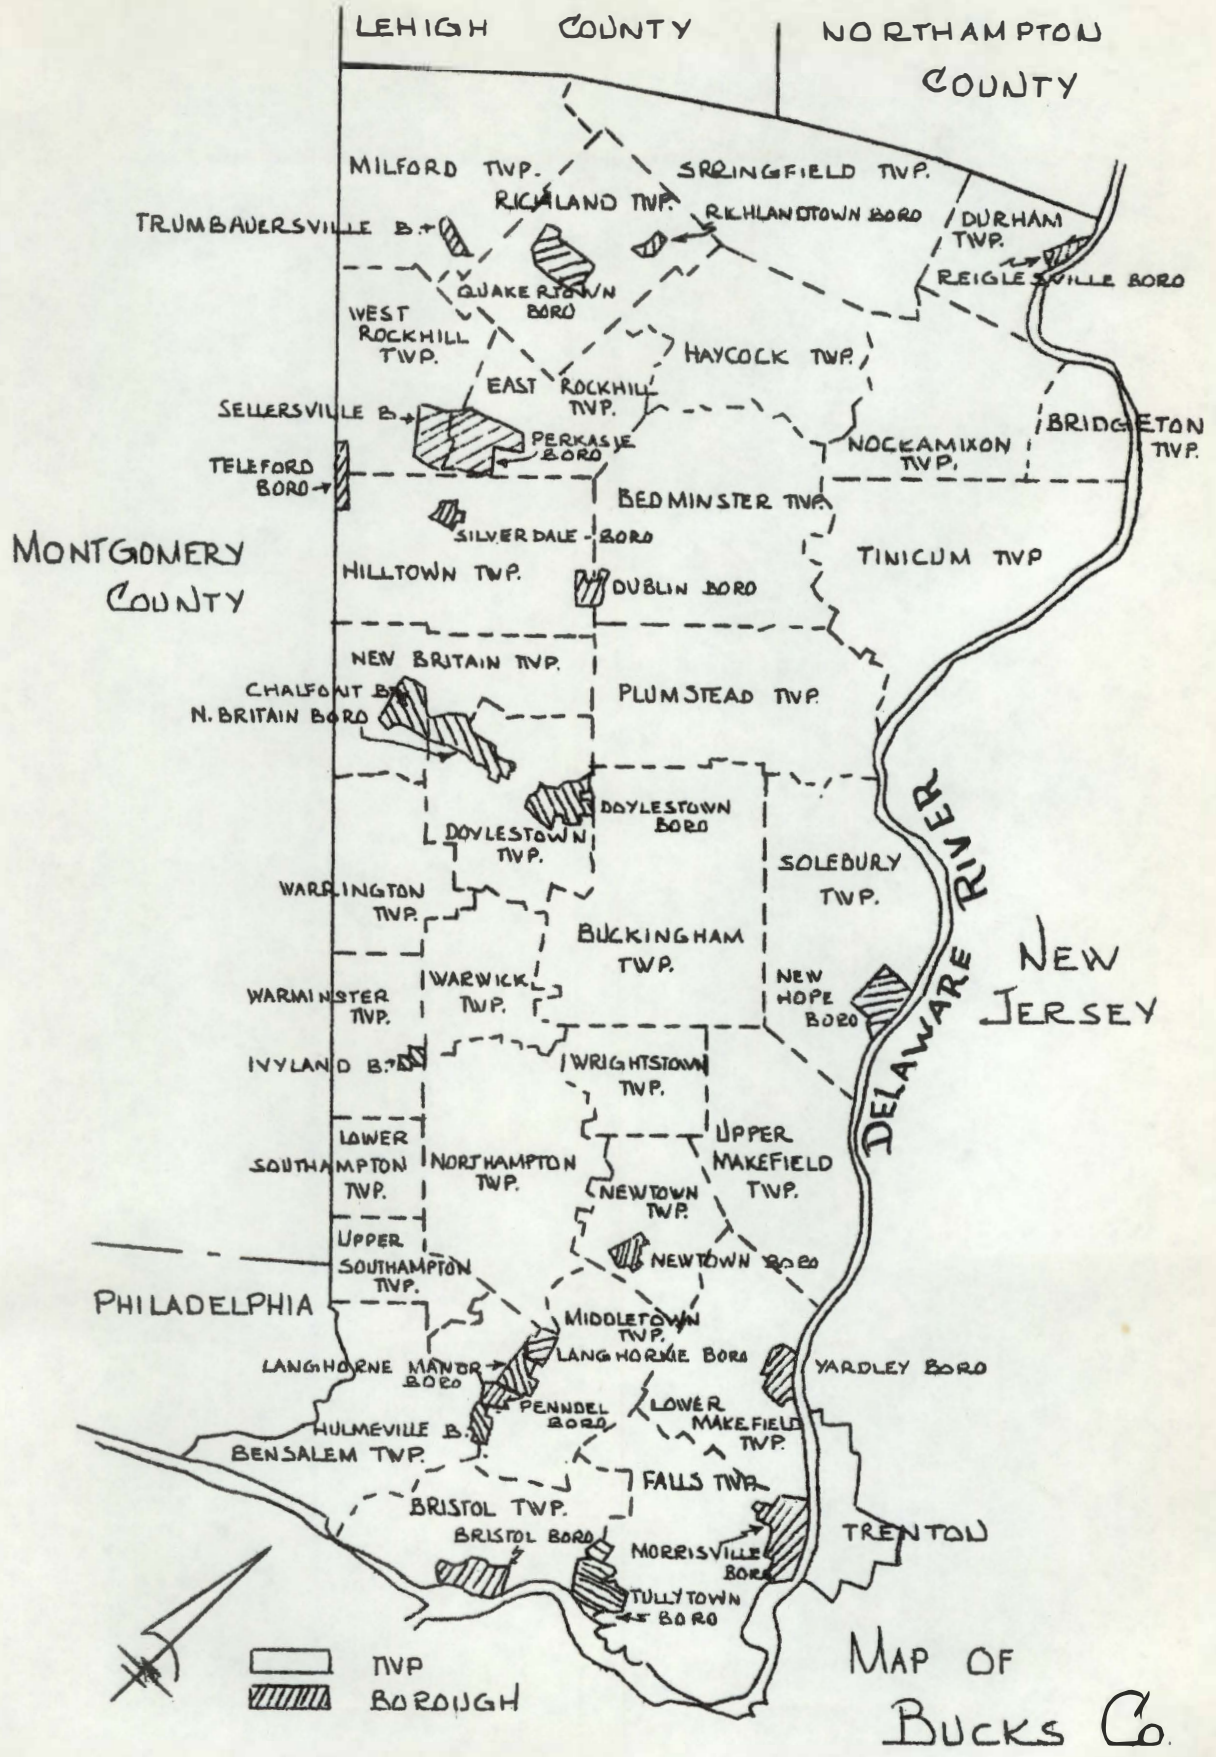 LEHIGH COUNTY
NORTHAMPTON
COUNTY
MILFORD TWP.
SPRINGFIELD TWP.
RICHLAND TWP.
RICHLANDTOWN BORO
TRUMBAUERSVILLE B.
DURHAM
TWP.
REIGLESVILLE BORO
QUAKERTOWN
BORO
WEST
ROCKHILL
TWP.
HAYCOCK TWP.
EAST ROCKHILL
TWP.
SELLERSVILLE B.
PERKASIE
BORO
BRIDGETON
TWP.
NOCKAMIXON
TWP.
TELEFORD
BORO
BEDMINSTER TWP.
SILVERDALE-BORO
MONTGOMERY
COUNTY
HILLTOWN TWP.
TINICUM TWP
DUBLIN BORO
NEW BRITAIN TWP.
CHALFONT B.
N. BRITAIN BORO
PLUMSTEAD TWP.
DOYLESTOWN
BORO
DOYLESTOWN
TWP.
SOLEBURY
TWP.
DELAWARE RIVER
WARRINGTON
TWP.
BUCKINGHAM
TWP.
NEW
JERSEY
WARWICK
TWP.
NEW
HOPE
BORO
WARMINSTER
TWP.
IVYLAND B.
WRIGHTSTOWN
TWP.
LOWER
SOUTHAMPTON
TWP.
NORTHAMPTON
TWP.
UPPER
MAKEFIELD
TWP.
NEWTOWN
TWP.
UPPER
SOUTHAMPTON
TWP.
NEWTOWN BORO
PHILADELPHIA
MIDDLETOWN
TWP.
LANGHORNE BORO
LANGHORNE MANOR
BORO
YARDLEY BORO
PENNDEL
BORO
LOWER
MAKEFIELD
TWP.
HULMEVILLE B.
BENSALEM TWP.
FALLS TWP.
BRISTOL TWP.
BRISTOL BORO
MORRISVILLE
BORO
TRENTON
TULLYTOWN
BORO
TWP
BOROUGH
MAP OF
BUCKS CO.